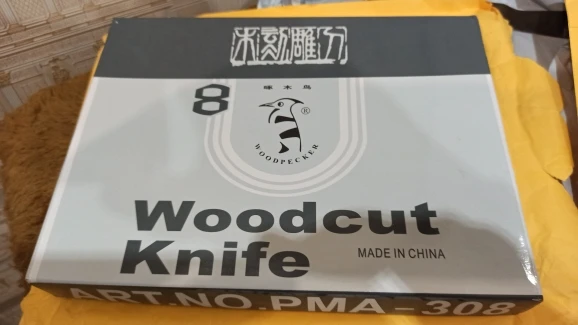 木刻雕刀
8
啄木鸟
®
WOODPECKER
Woodcut
Knife
MADE IN CHINA
ART.NO.PMA-308